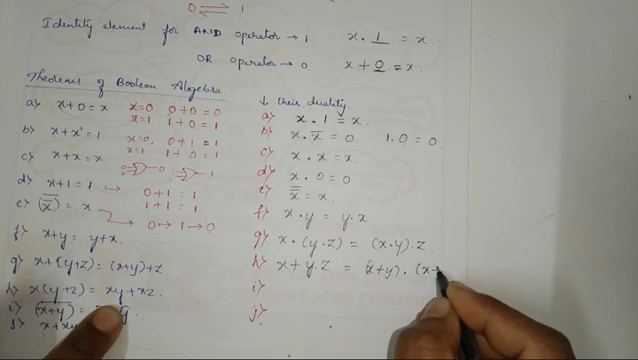 0 ⇌ 1
Identity element for AND operator → 1, x . 1 = x
OR operator → 0. x + 0 = x.
Theorems of Boolean Algebra.
a) x+0 = x x=0 0+0 = 0
x=1 1+0 = 1
b) x+x' = 1 x=0, 0+1 = 1
x=1, 1+0 = 1
c) x+x = x.
d) x+1 = 1 → 0+1 = 1
1+1 = 1
e) (x̿) = x → 0→1→0
f) x+y = y+x.
g) x+(y+z) = (x+y)+z
h) x(y+z) = xy+xz.
i) (x+y)̅ =
j) x+xy
↓ their duality.
a) x . 1 = x.
b) x . x̅ = 0 1.0 = 0.
c) x . x = x.
d) x . 0 = 0
e) x̿ = x.
f) x.y = y.x
g) x.(y.z) = (x.y).z.
h) x+y.z = (x+y).(x+
i)
j)